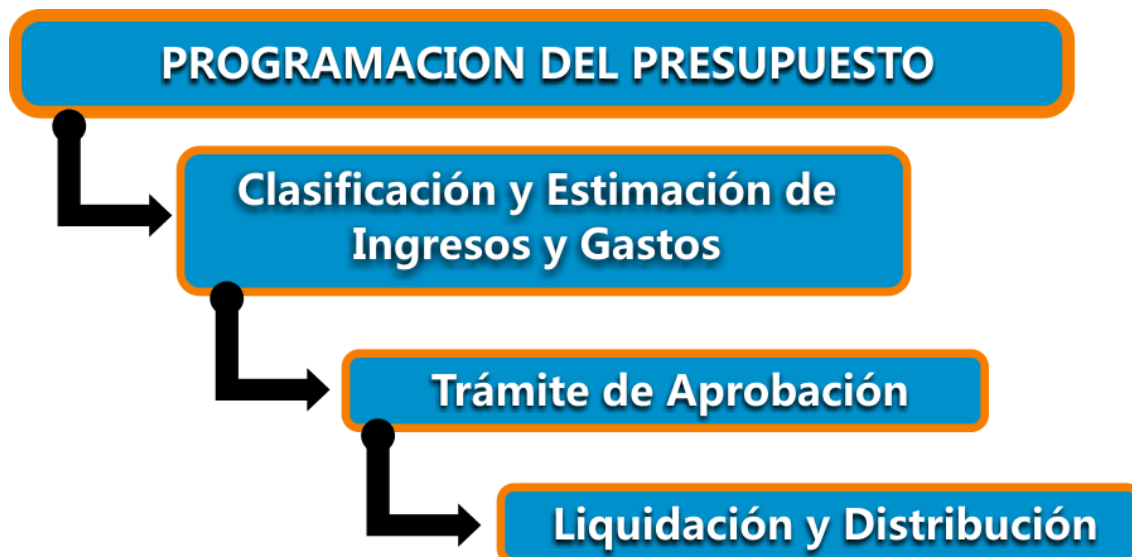 PROGRAMACION DEL PRESUPUESTO
Clasificación y Estimación de
Ingresos y Gastos
Trámite de Aprobación
Liquidación y Distribución